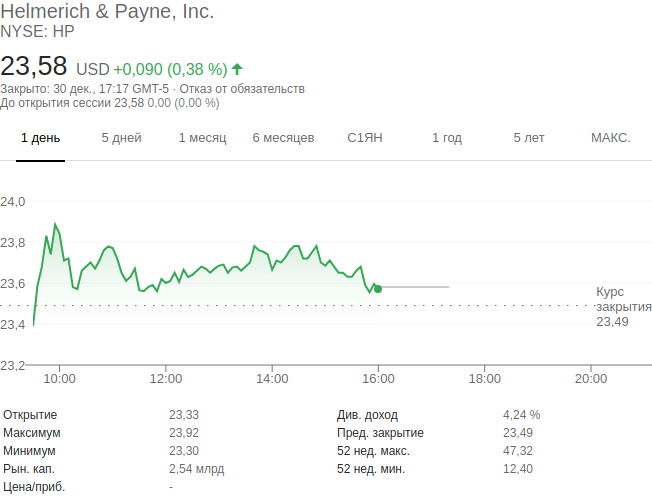 Helmerich & Payne, Inc.
NYSE: HP
23,58 USD +0,090 (0,38 %)
Закрыто: 30 дек., 17:17 GMT-5 · Отказ от обязательств
До открытия сессии 23,58 0,00 (0,00 %)
1 день 5 дней 1 месяц 6 месяцев С1ЯН 1 год 5 лет МАКС.
24,0
23,8
23,6
Курс
закрытия
23,49
23,4
23,2
10:00 12:00 14:00 16:00 18:00 20:00
Открытие 23,33 Див. доход 4,24 %
Максимум 23,92 Пред. закрытие 23,49
Минимум 23,30 52 нед. макс. 47,32
Рын. кап. 2,54 млрд 52 нед. мин. 12,40
Цена/приб. -